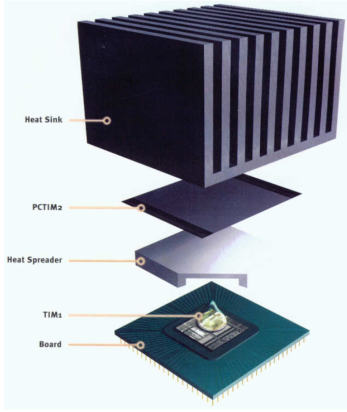 Heat Sink
PCTIM2
Heat Spreader
TIM1
Board